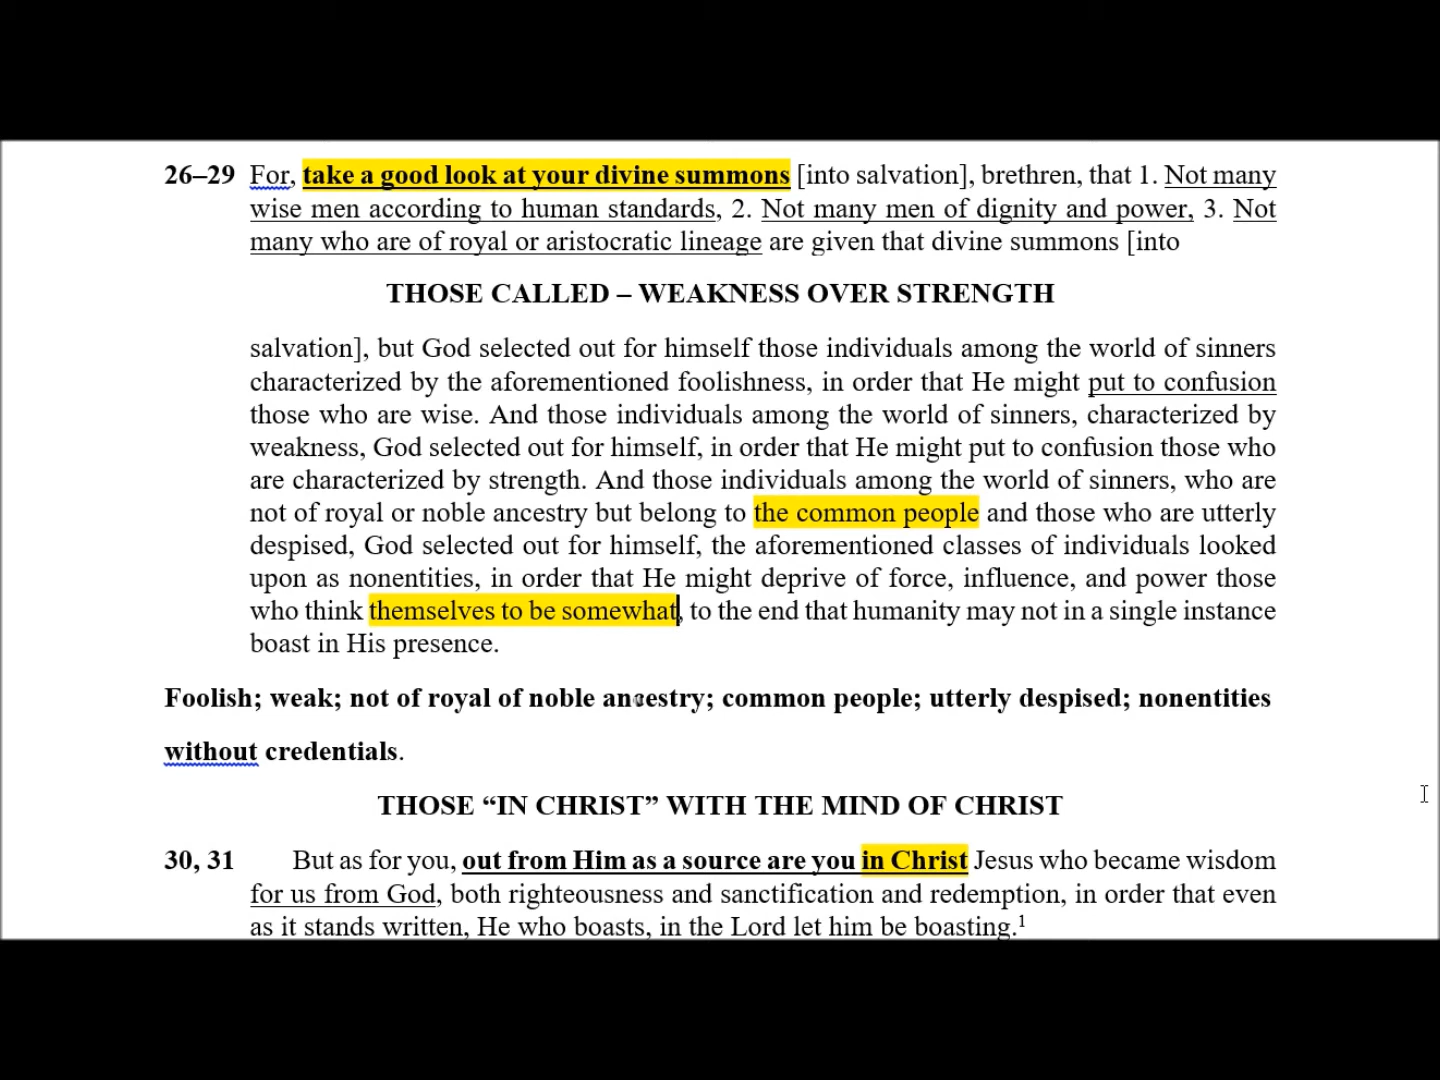 26–29 For, take a good look at your divine summons [into salvation], brethren, that 1. Not many
wise men according to human standards, 2. Not many men of dignity and power, 3. Not
many who are of royal or aristocratic lineage are given that divine summons [into
THOSE CALLED – WEAKNESS OVER STRENGTH
salvation], but God selected out for himself those individuals among the world of sinners
characterized by the aforementioned foolishness, in order that He might put to confusion
those who are wise. And those individuals among the world of sinners, characterized by
weakness, God selected out for himself, in order that He might put to confusion those who
are characterized by strength. And those individuals among the world of sinners, who are
not of royal or noble ancestry but belong to the common people and those who are utterly
despised, God selected out for himself, the aforementioned classes of individuals looked
upon as nonentities, in order that He might deprive of force, influence, and power those
who think themselves to be somewhat, to the end that humanity may not in a single instance
boast in His presence.
Foolish; weak; not of royal of noble ancestry; common people; utterly despised; nonentities
without credentials.
THOSE “IN CHRIST” WITH THE MIND OF CHRIST
30, 31 But as for you, out from Him as a source are you in Christ Jesus who became wisdom
for us from God, both righteousness and sanctification and redemption, in order that even
as it stands written, He who boasts, in the Lord let him be boasting.1